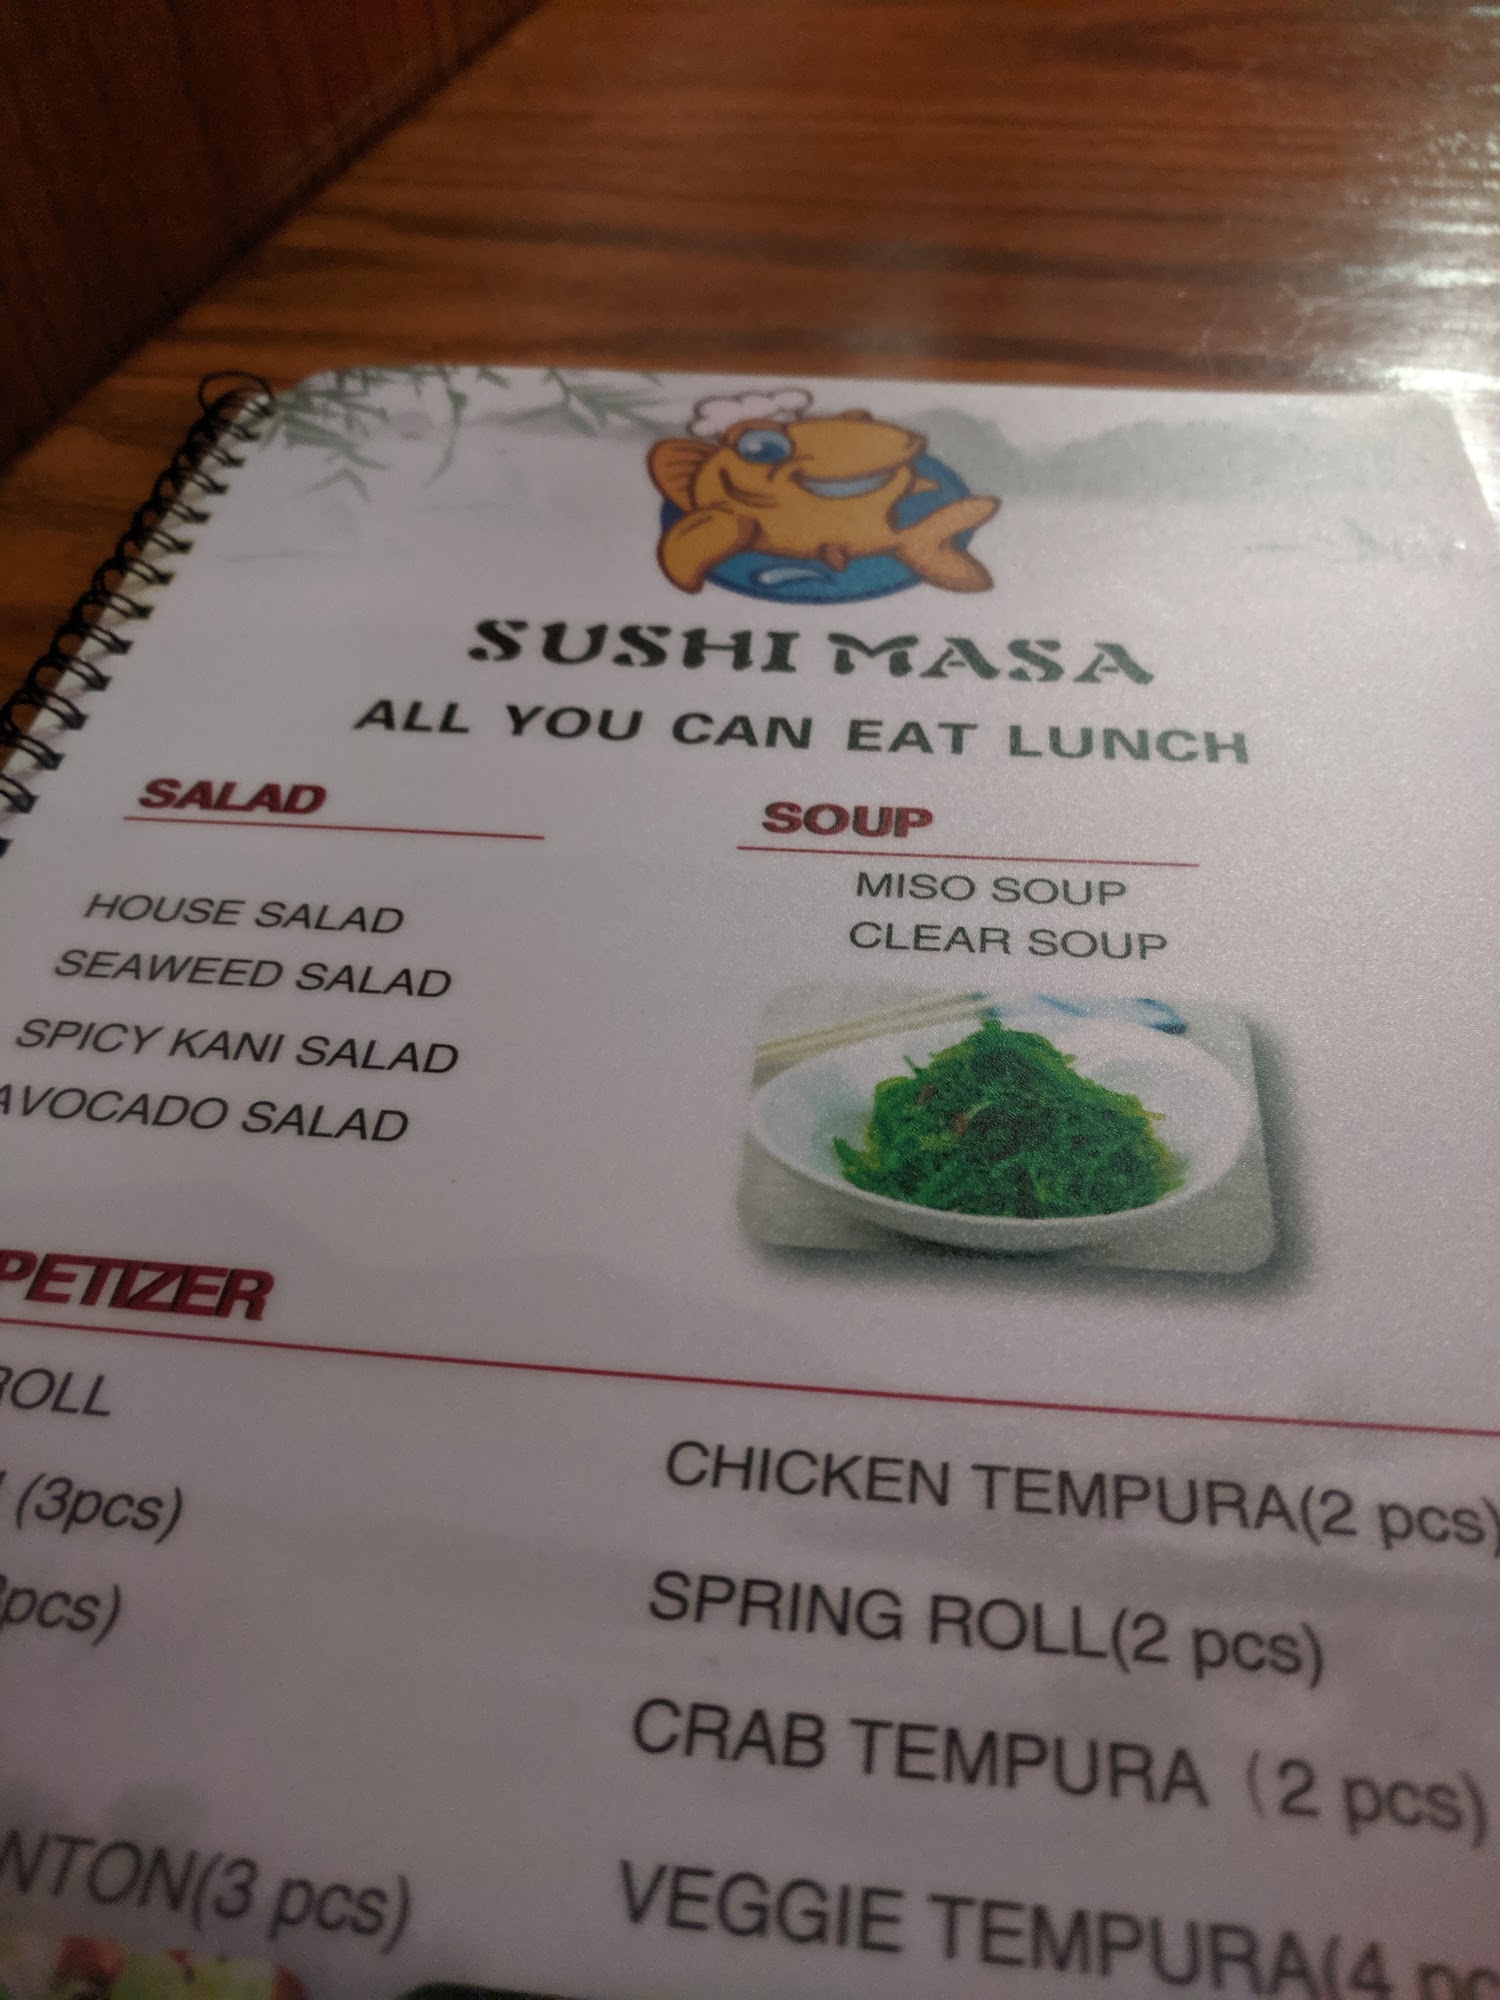 SUSHI MASA
ALL YOU CAN EAT LUNCH
SALAD
HOUSE SALAD
SEAWEED SALAD
SPICY KANI SALAD
AVOCADO SALAD
SOUP
MISO SOUP
CLEAR SOUP
PETIZER
ROLL
(3pcs)
pcs)
NTON(3 pcs)
CHICKEN TEMPURA(2 pcs)
SPRING ROLL(2 pcs)
CRAB TEMPURA (2 pcs)
VEGGIE TEMPURA(4 pc